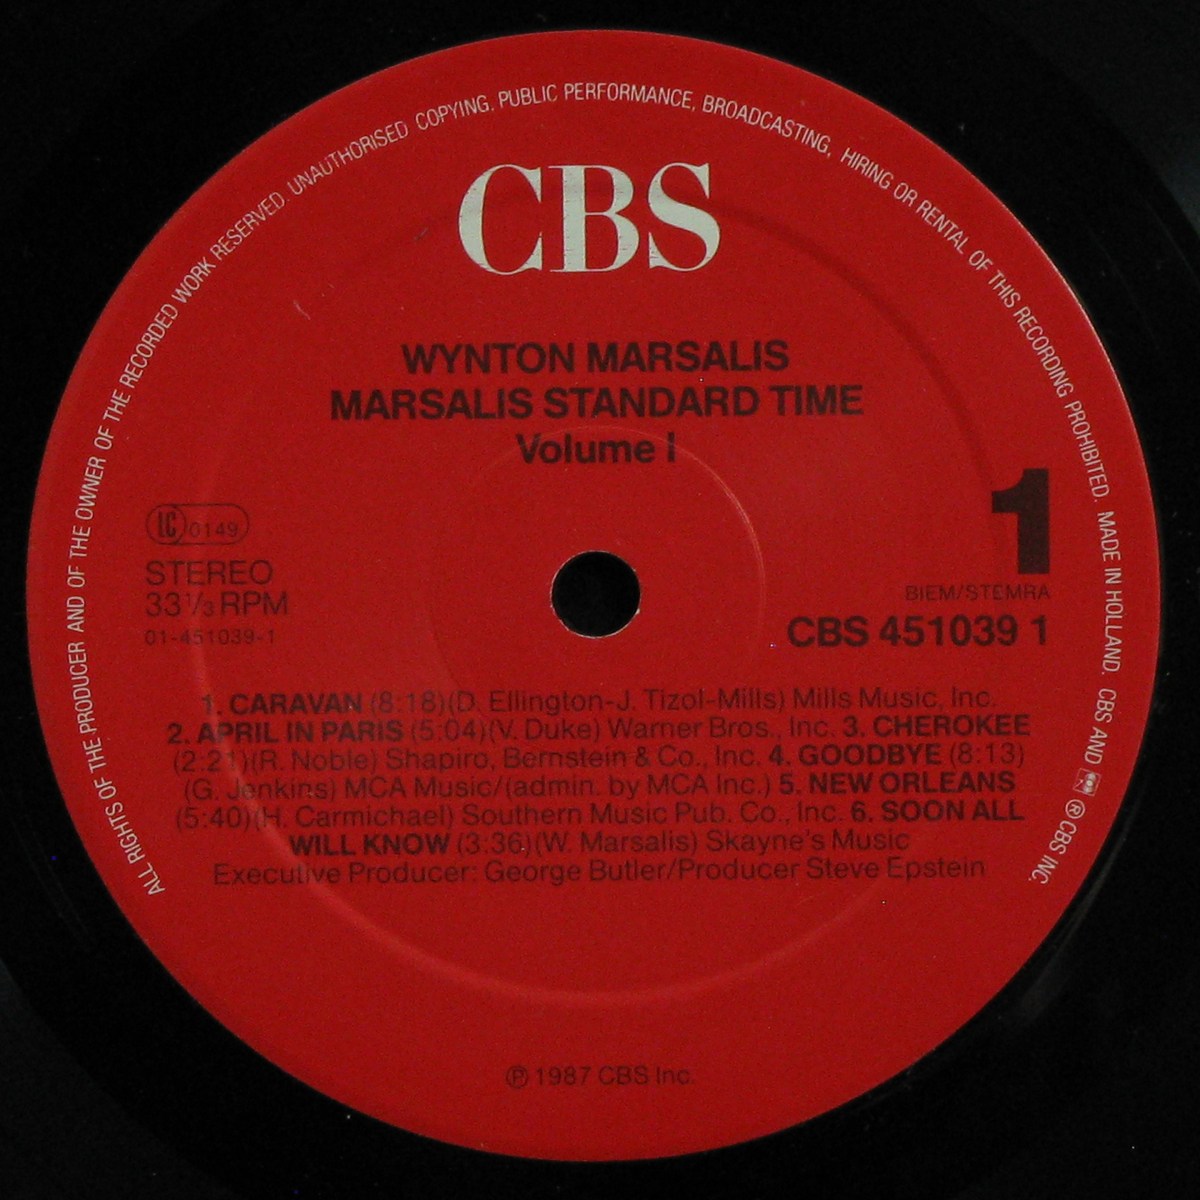 ALL RIGHTS OF THE PRODUCER AND OF THE OWNER OF THE RECORDED WORK RESERVED. UNAUTHORISED COPYING, PUBLIC PERFORMANCE, BROADCASTING, HIRING OR RENTAL OF THIS RECORDING PROHIBITED. MADE IN HOLLAND. CBS AND ® CBS INC.
CBS
WYNTON MARSALIS
MARSALIS STANDARD TIME
Volume I
1
LC 0149
STEREO
33 1/3 RPM
01-451039-1
BIEM/STEMRA
CBS 451039 1
1. CARAVAN (8:18)(D. Ellington-J. Tizol-Mills) Mills Music, Inc.
2. APRIL IN PARIS (5:04)(V. Duke) Warner Bros., Inc. 3. CHEROKEE
(2:21)(R. Noble) Shapiro, Bernstein & Co., Inc. 4. GOODBYE (8:13)
(G. Jenkins) MCA Music/(admin. by MCA Inc.) 5. NEW ORLEANS
(5:40)(H. Carmichael) Southern Music Pub. Co., Inc. 6. SOON ALL
WILL KNOW (3:36)(W. Marsalis) Skayne's Music
Executive Producer: George Butler/Producer Steve Epstein
℗ 1987 CBS Inc.